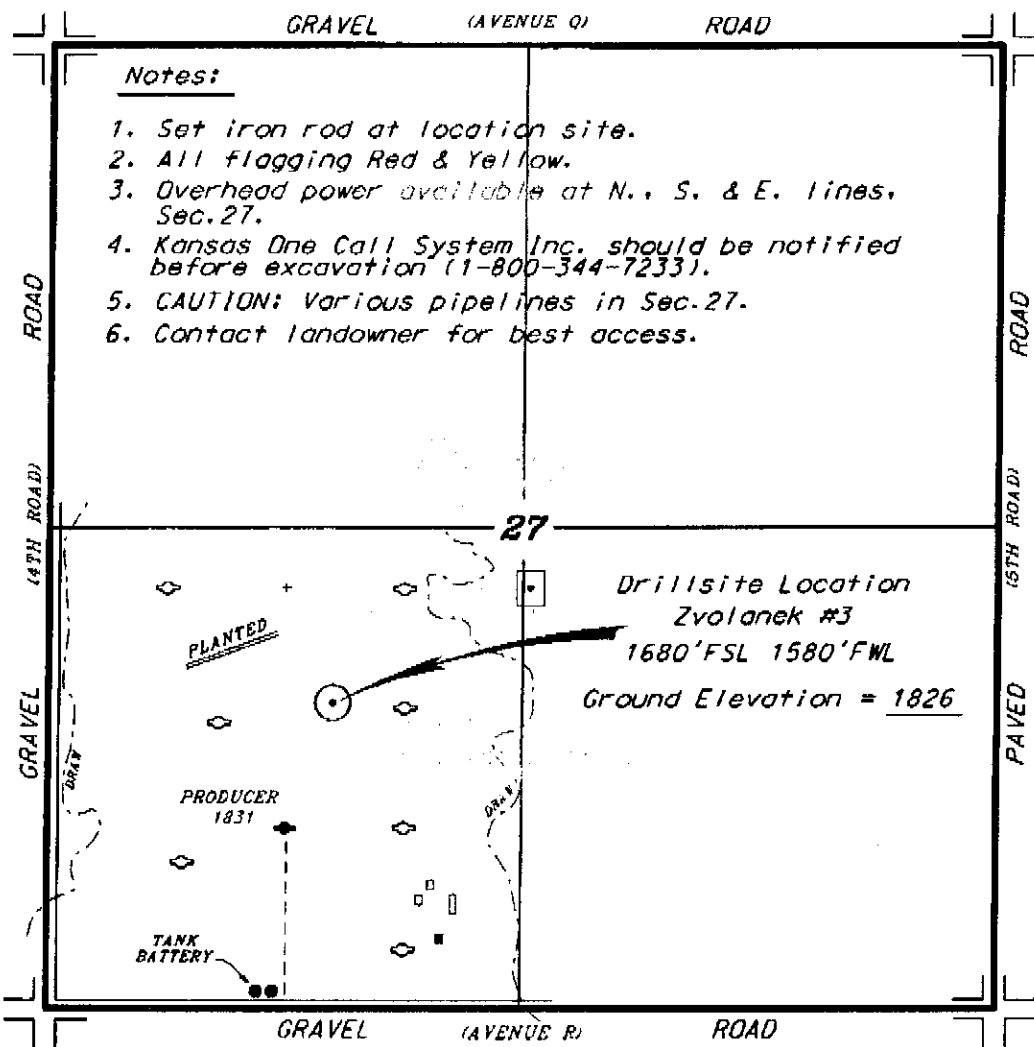 GRAVEL (AVENUE Q) ROAD
Notes:
1. Set iron rod at location site.
2. All flagging Red & Yellow.
3. Overhead power available at N., S. & E. lines,
Sec.27.
4. Kansas One Call System Inc. should be notified
before excavation (1-800-344-7233).
5. CAUTION: Various pipelines in Sec.27.
6. Contact landowner for best access.
ROAD
(4TH ROAD)
GRAVEL
ROAD
(5TH ROAD)
PAVED
27
Drillsite Location
Zvolanek #3
1680'FSL 1580'FWL
Ground Elevation = 1826
PLANTED
DRAW
PRODUCER
1831
DRAW
TANK
BATTERY
GRAVEL (AVENUE R) ROAD